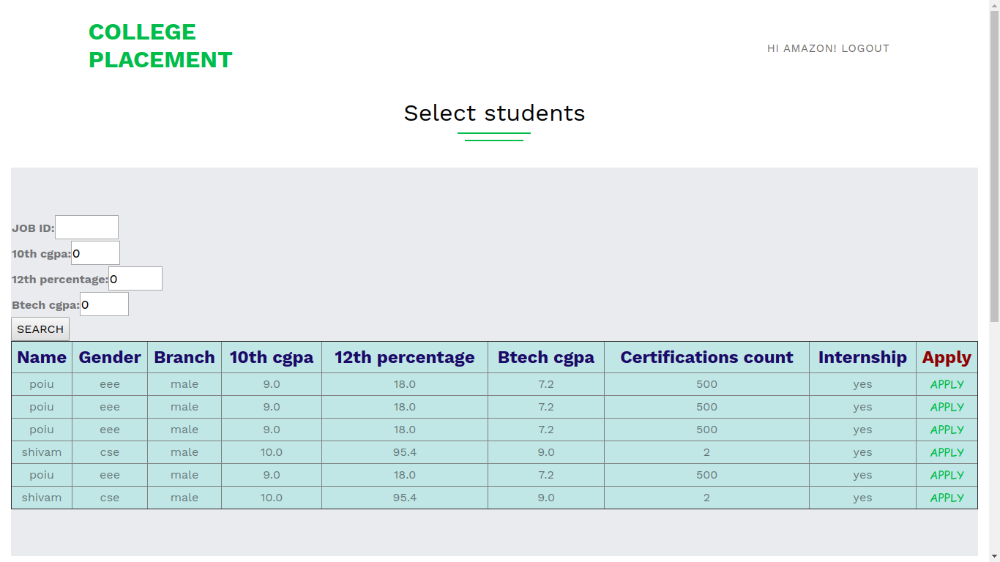 COLLEGE
PLACEMENT
HI AMAZON! LOGOUT
Select students
JOB ID:
10th cgpa:0
12th percentage:0
Btech cgpa:0
SEARCH
Name Gender Branch 10th cgpa 12th percentage Btech cgpa Certifications count Internship Apply
poiu eee male 9.0 18.0 7.2 500 yes APPLY
poiu eee male 9.0 18.0 7.2 500 yes APPLY
poiu eee male 9.0 18.0 7.2 500 yes APPLY
shivam cse male 10.0 95.4 9.0 2 yes APPLY
poiu eee male 9.0 18.0 7.2 500 yes APPLY
shivam cse male 10.0 95.4 9.0 2 yes APPLY